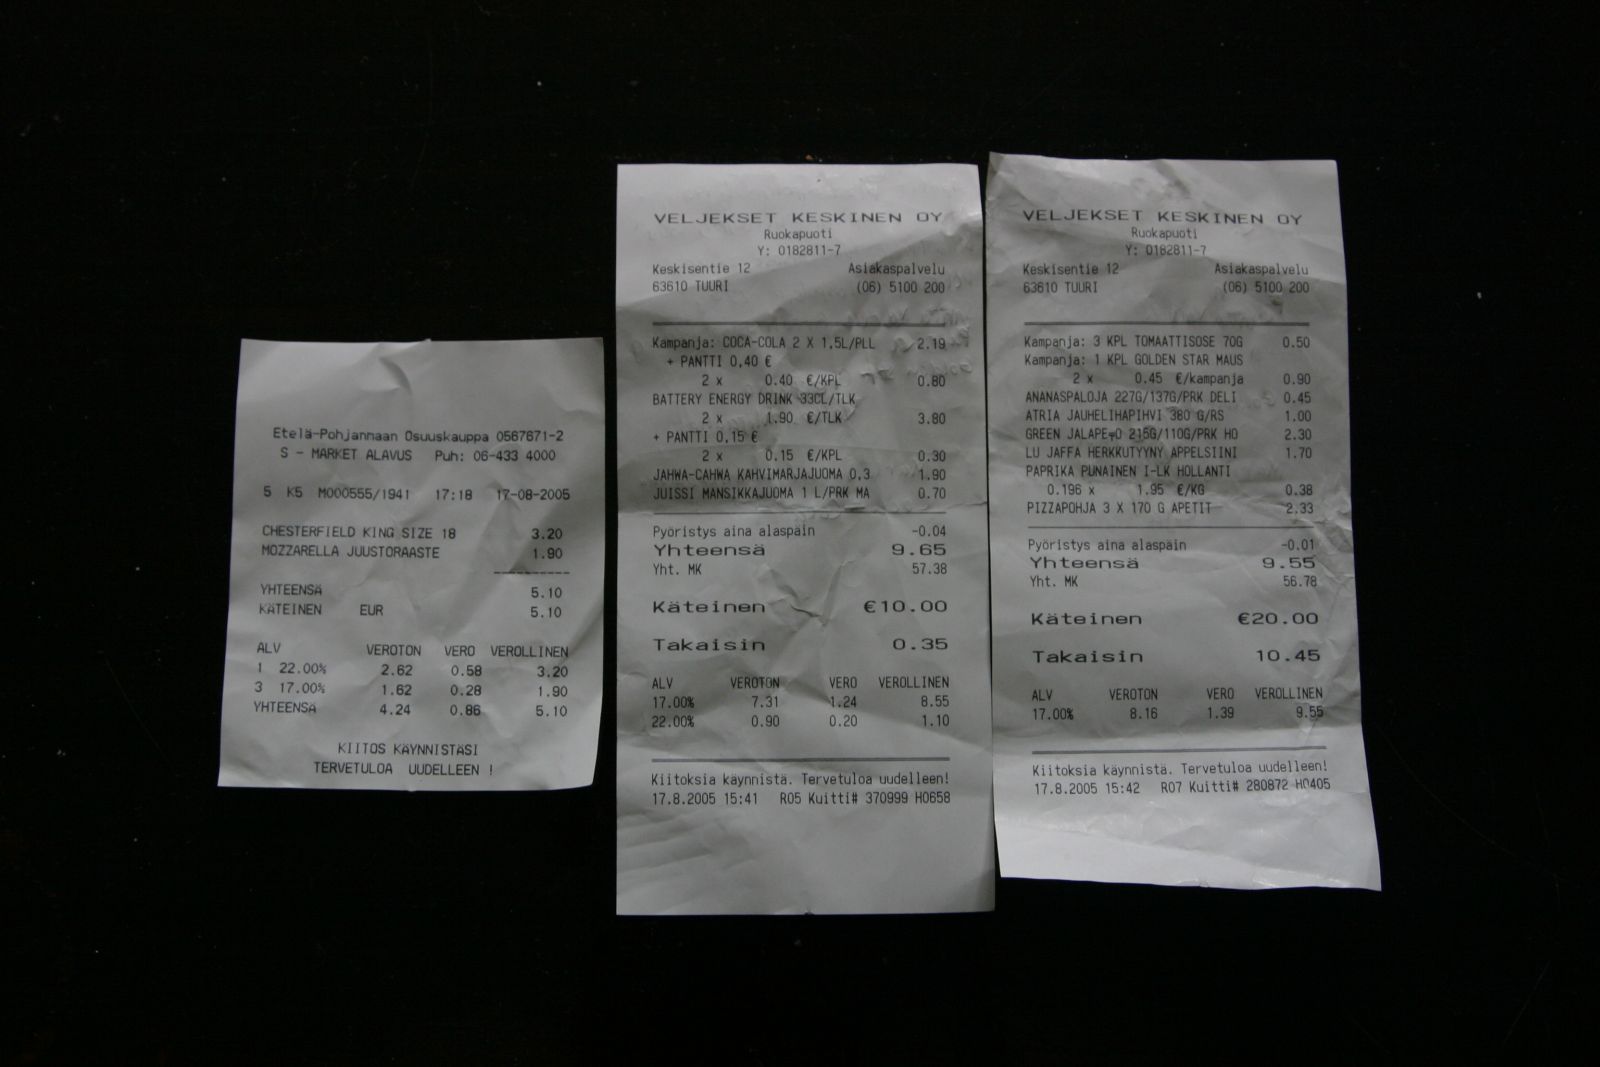 Etelä-Pohjannaan Osuuskauppa 0567671-2
S - MARKET ALAVUS Puh: 06-433 4000
5 K5 M000555/1941 17:18 17-08-2005
CHESTERFIELD KING SIZE 18 3.20
MOZZARELLA JUUSTORAASTE 1.90
----------
YHTEENSÄ 5.10
KÄTEINEN EUR 5.10
ALV VEROTON VERO VEROLLINEN
1 22.00% 2.62 0.58 3.20
3 17.00% 1.62 0.28 1.90
YHTEENSÄ 4.24 0.86 5.10
KIITOS KÄYNNISTÄSI
TERVETULOA UUDELLEEN !
VELJEKSET KESKINEN OY
Ruokapuoti
Y: 0182811-7
Keskisentie 12 Asiakaspalvelu
63610 TUURI (06) 5100 200
Kampanja: COCA-COLA 2 X 1,5L/PLL 2.19
+ PANTTI 0,40 €
2 x 0.40 €/KPL 0.80
BATTERY ENERGY DRINK 33CL/TLK
2 x 1.90 €/TLK 3.80
+ PANTTI 0,15 €
2 x 0.15 €/KPL 0.30
JAHWA-CAHWA KAHVIMARJAJUOMA 0,3 1.90
JUISSI MANSIKKAJUOMA 1 L/PRK MA 0.70
Pyöristys aina alaspäin -0.04
Yhteensä 9.65
Yht. MK 57.38
Käteinen €10.00
Takaisin 0.35
ALV VEROTON VERO VEROLLINEN
17.00% 7.31 1.24 8.55
22.00% 0.90 0.20 1.10
Kiitoksia käynnistä. Tervetuloa uudelleen!
17.8.2005 15:41 R05 Kuitti# 370999 H0658
VELJEKSET KESKINEN OY
Ruokapuoti
Y: 0182811-7
Keskisentie 12 Asiakaspalvelu
63610 TUURI (06) 5100 200
Kampanja: 3 KPL TOMAATTISOSE 70G 0.50
Kampanja: 1 KPL GOLDEN STAR MAUS
2 x 0.45 €/kampanja 0.90
ANANASPALOJA 227G/137G/PRK DELI 0.45
ATRIA JAUHELIHAPIHVI 380 G/RS 1.00
GREEN JALAPE¬O 215G/110G/PRK HO 2.30
LU JAFFA HERKKUTYYNY APPELSIINI 1.70
PAPRIKA PUNAINEN I-LK HOLLANTI
0.196 x 1.95 €/KG 0.38
PIZZAPOHJA 3 X 170 G APETIT 2.33
Pyöristys aina alaspäin -0.01
Yhteensä 9.55
Yht. MK 56.78
Käteinen €20.00
Takaisin 10.45
ALV VEROTON VERO VEROLLINEN
17.00% 8.16 1.39 9.55
Kiitoksia käynnistä. Tervetuloa uudelleen!
17.8.2005 15:42 R07 Kuitti# 280872 H0405